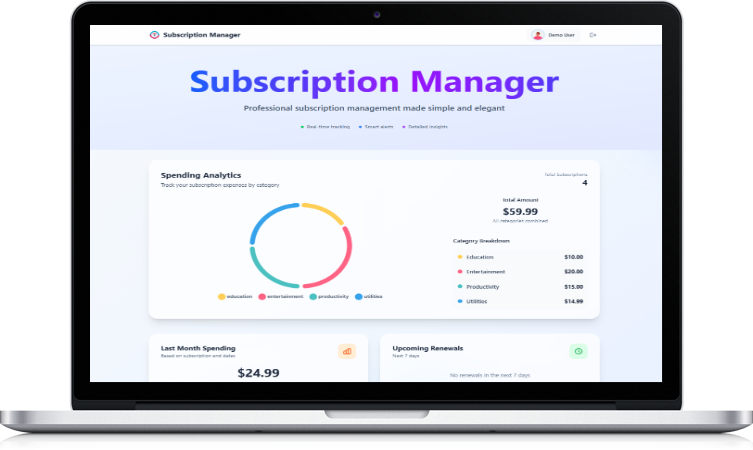 Subscription Manager
Demo User
Subscription Manager
Professional subscription management made simple and elegant
Real-time tracking Smart alerts Detailed insights
Spending Analytics
Track your subscription expenses by category
Total Subscriptions
4
Total Amount
$59.99
All categories combined
Category Breakdown
Education $10.00
Entertainment $20.00
Productivity $15.00
Utilities $14.99
education entertainment productivity utilities
Last Month Spending
Based on subscription end dates
$24.99
Upcoming Renewals
Next 7 days
No renewals in the next 7 days